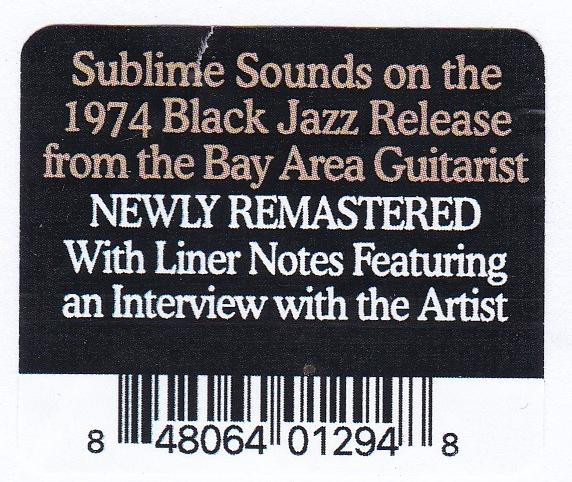 Sublime Sounds on the
1974 Black Jazz Release
from the Bay Area Guitarist
NEWLY REMASTERED
With Liner Notes Featuring
an Interview with the Artist
8 48064 01294 8